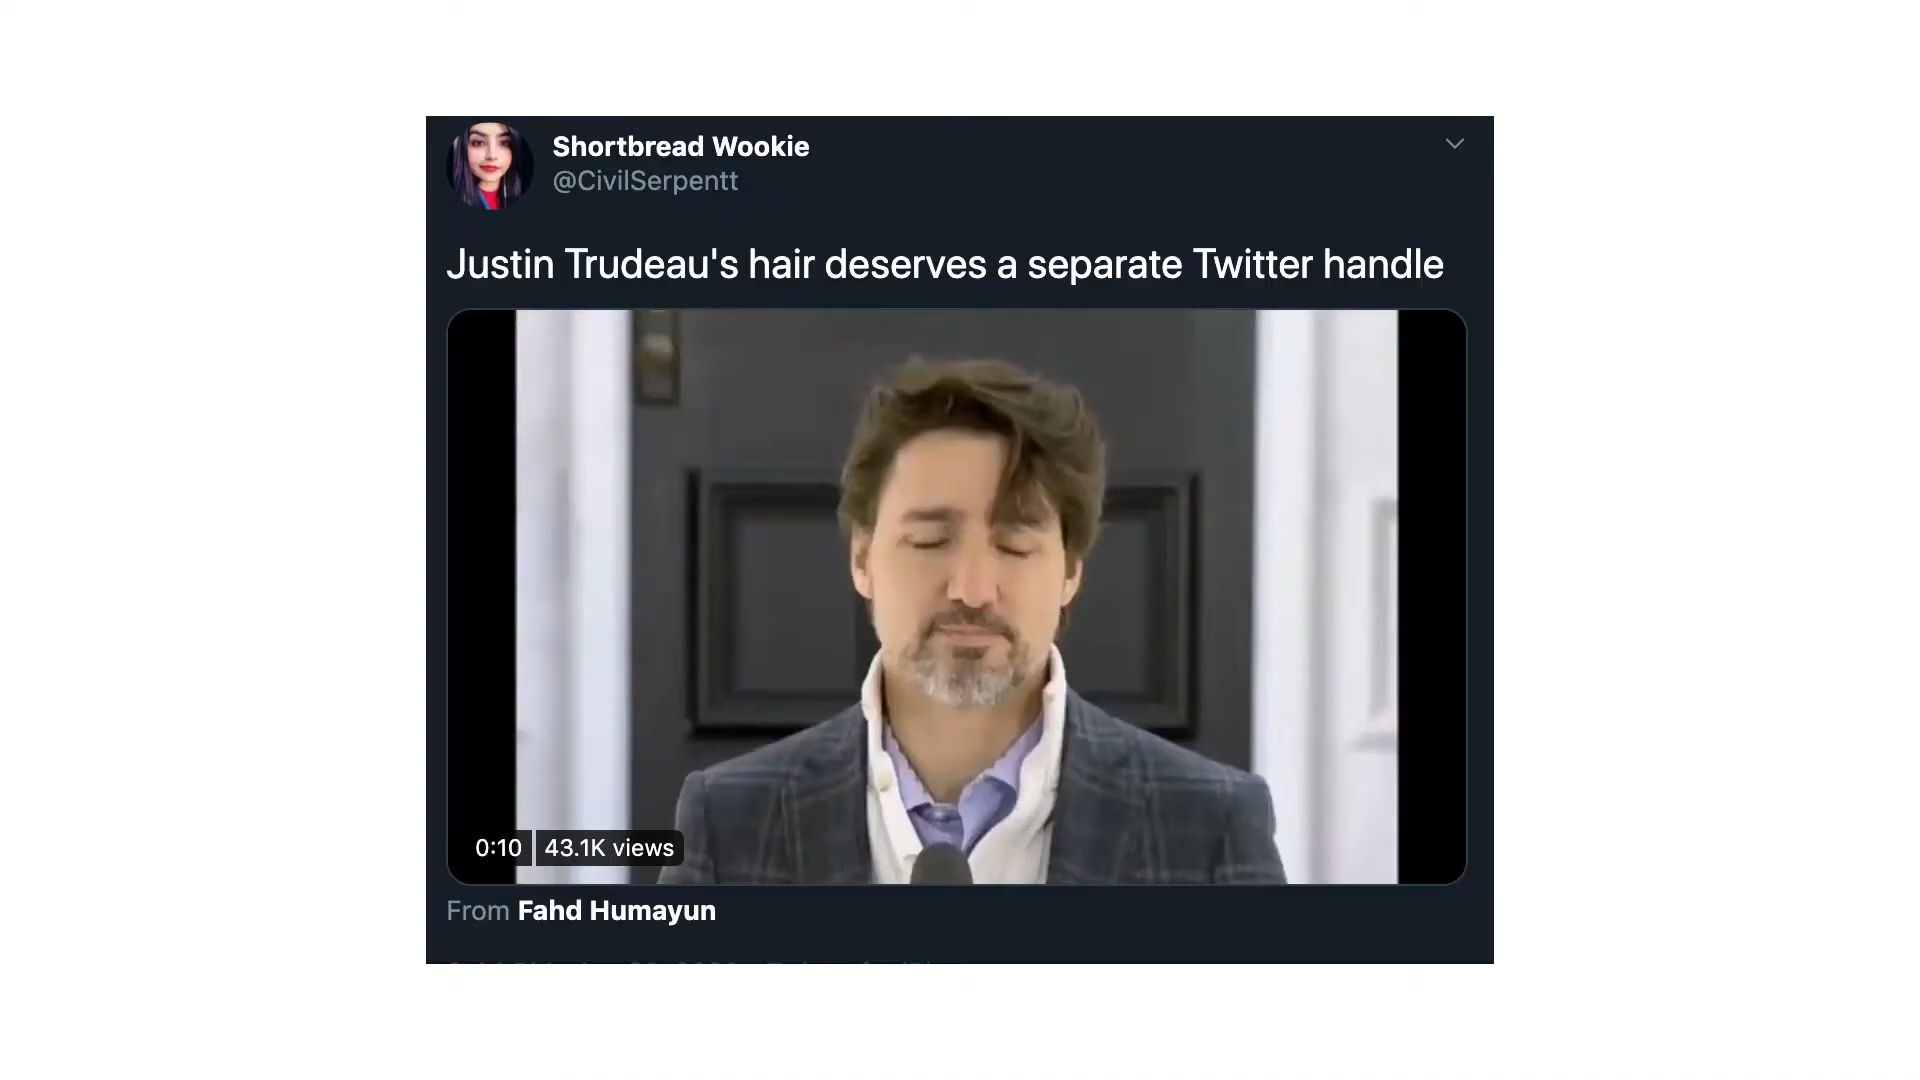 Shortbread Wookie
@CivilSerpentt
Justin Trudeau's hair deserves a separate Twitter handle
0:10 43.1K views
From Fahd Humayun